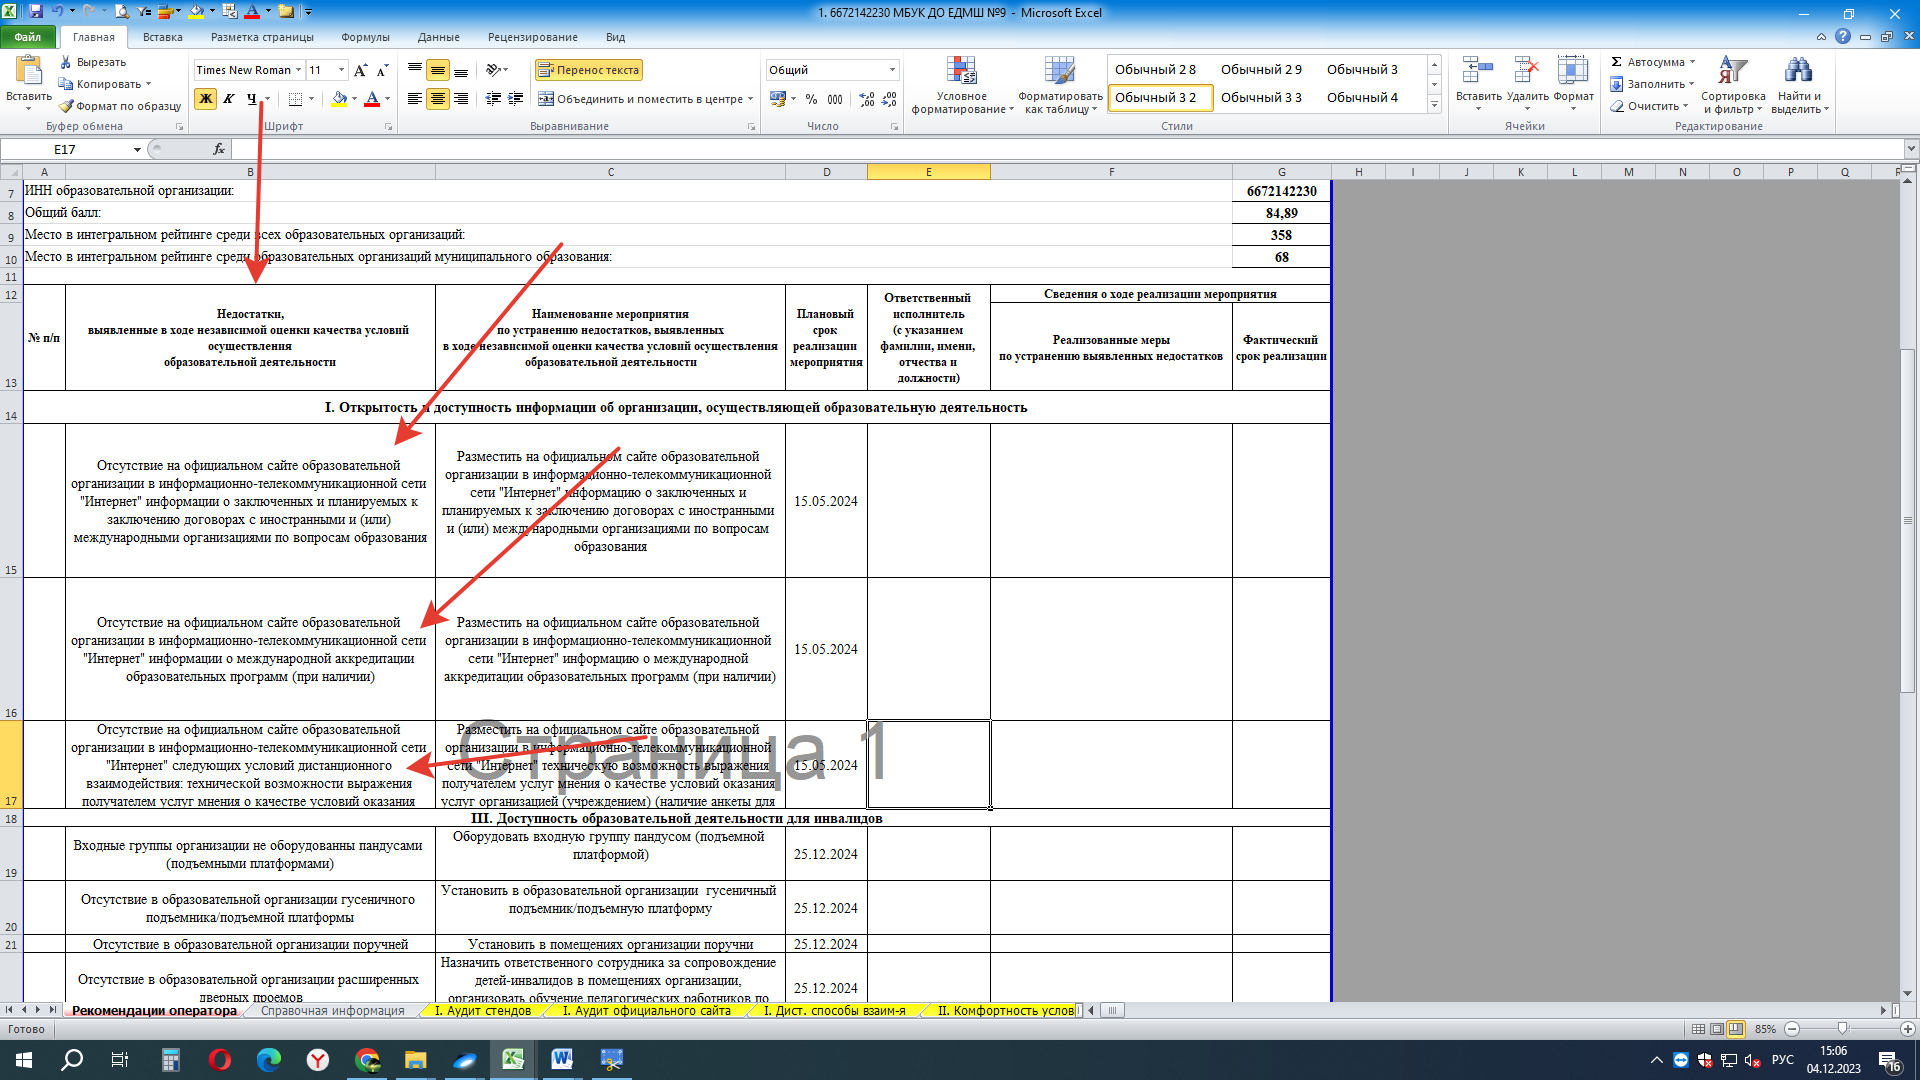 1. 6672142230 МБУК ДО ЕДМШ №9 - Microsoft Excel
Файл Главная Вставка Разметка страницы Формулы Данные Рецензирование Вид
Вставить
Вырезать
Копировать
Формат по образцу
Буфер обмена
Times New Roman 11
Ж К Ч
Шрифт
Перенос текста
Объединить и поместить в центре
Выравнивание
Общий
% 000
Число
Условное форматирование
Форматировать как таблицу
Обычный 2 8 Обычный 2 9 Обычный 3
Обычный 3 2 Обычный 3 3 Обычный 4
Стили
Вставить Удалить Формат
Ячейки
Автосумма
Заполнить
Очистить
Сортировка и фильтр
Найти и выделить
Редактирование
E17 fx
A B C D E F G H I J K L M N O P Q R
7 ИНН образовательной организации: 6672142230
8 Общий балл: 84,89
9 Место в интегральном рейтинге среди всех образовательных организаций: 358
10 Место в интегральном рейтинге среди образовательных организаций муниципального образования: 68
11
12
13
№ п/п
Недостатки,
выявленные в ходе независимой оценки качества условий
осуществления
образовательной деятельности
Наименование мероприятия
по устранению недостатков, выявленных
в ходе независимой оценки качества условий осуществления
образовательной деятельности
Плановый
срок
реализации
мероприятия
Ответственный
исполнитель
(с указанием
фамилии, имени,
отчества и
должности)
Сведения о ходе реализации мероприятия
Реализованные меры
по устранению выявленных недостатков
Фактический
срок реализации
14 I. Открытость и доступность информации об организации, осуществляющей образовательную деятельность
15
Отсутствие на официальном сайте образовательной
организации в информационно-телекоммуникационной сети
"Интернет" информации о заключенных и планируемых к
заключению договорах с иностранными и (или)
международными организациями по вопросам образования
Разместить на официальном сайте образовательной
организации в информационно-телекоммуникационной
сети "Интернет" информацию о заключенных и
планируемых к заключению договорах с иностранными
и (или) международными организациями по вопросам
образования
15.05.2024
16
Отсутствие на официальном сайте образовательной
организации в информационно-телекоммуникационной сети
"Интернет" информации о международной аккредитации
образовательных программ (при наличии)
Разместить на официальном сайте образовательной
организации в информационно-телекоммуникационной
сети "Интернет" информацию о международной
аккредитации образовательных программ (при наличии)
15.05.2024
17
Отсутствие на официальном сайте образовательной
организации в информационно-телекоммуникационной сети
"Интернет" следующих условий дистанционного
взаимодействия: технической возможности выражения
получателем услуг мнения о качестве условий оказания
Разместить на официальном сайте образовательной
организации в информационно-телекоммуникационной
сети "Интернет" техническую возможность выражения
получателем услуг мнения о качестве условий оказания
услуг организацией (учреждением) (наличие анкеты для
15.05.2024
Страница 1
18 III. Доступность образовательной деятельности для инвалидов
19
Входные группы организации не оборудованны пандусами
(подъемными платформами)
Оборудовать входную группу пандусом (подъемной
платформой)
25.12.2024
20
Отсутствие в образовательной организации гусеничного
подъемника/подъемной платформы
Установить в образовательной организации гусеничный
подъемник/подъемную платформу
25.12.2024
21 Отсутствие в образовательной организации поручней Установить в помещениях организации поручни 25.12.2024
Отсутствие в образовательной организации расширенных
дверных проемов
Назначить ответственного сотрудника за сопровождение
детей-инвалидов в помещениях организации,
организовать обучение педагогических работников по
25.12.2024
Рекомендации оператора Справочная информация I. Аудит стендов I. Аудит официального сайта I. Дист. способы взаим-я II. Комфортность услов
Готово 85%
РУС 15:06
04.12.2023
16